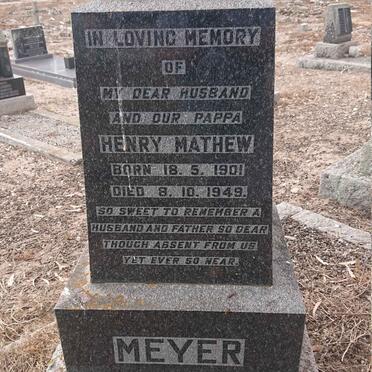 IN LOVING MEMORY
OF
MY DEAR HUSBAND
AND OUR PAPPA
HENRY MATHEW
BORN 18. 5. 1901
DIED 8. 10. 1949.
SO SWEET TO REMEMBER A
HUSBAND AND FATHER SO DEAR
THOUGH ABSENT FROM US
YET EVER SO NEAR.
MEYER